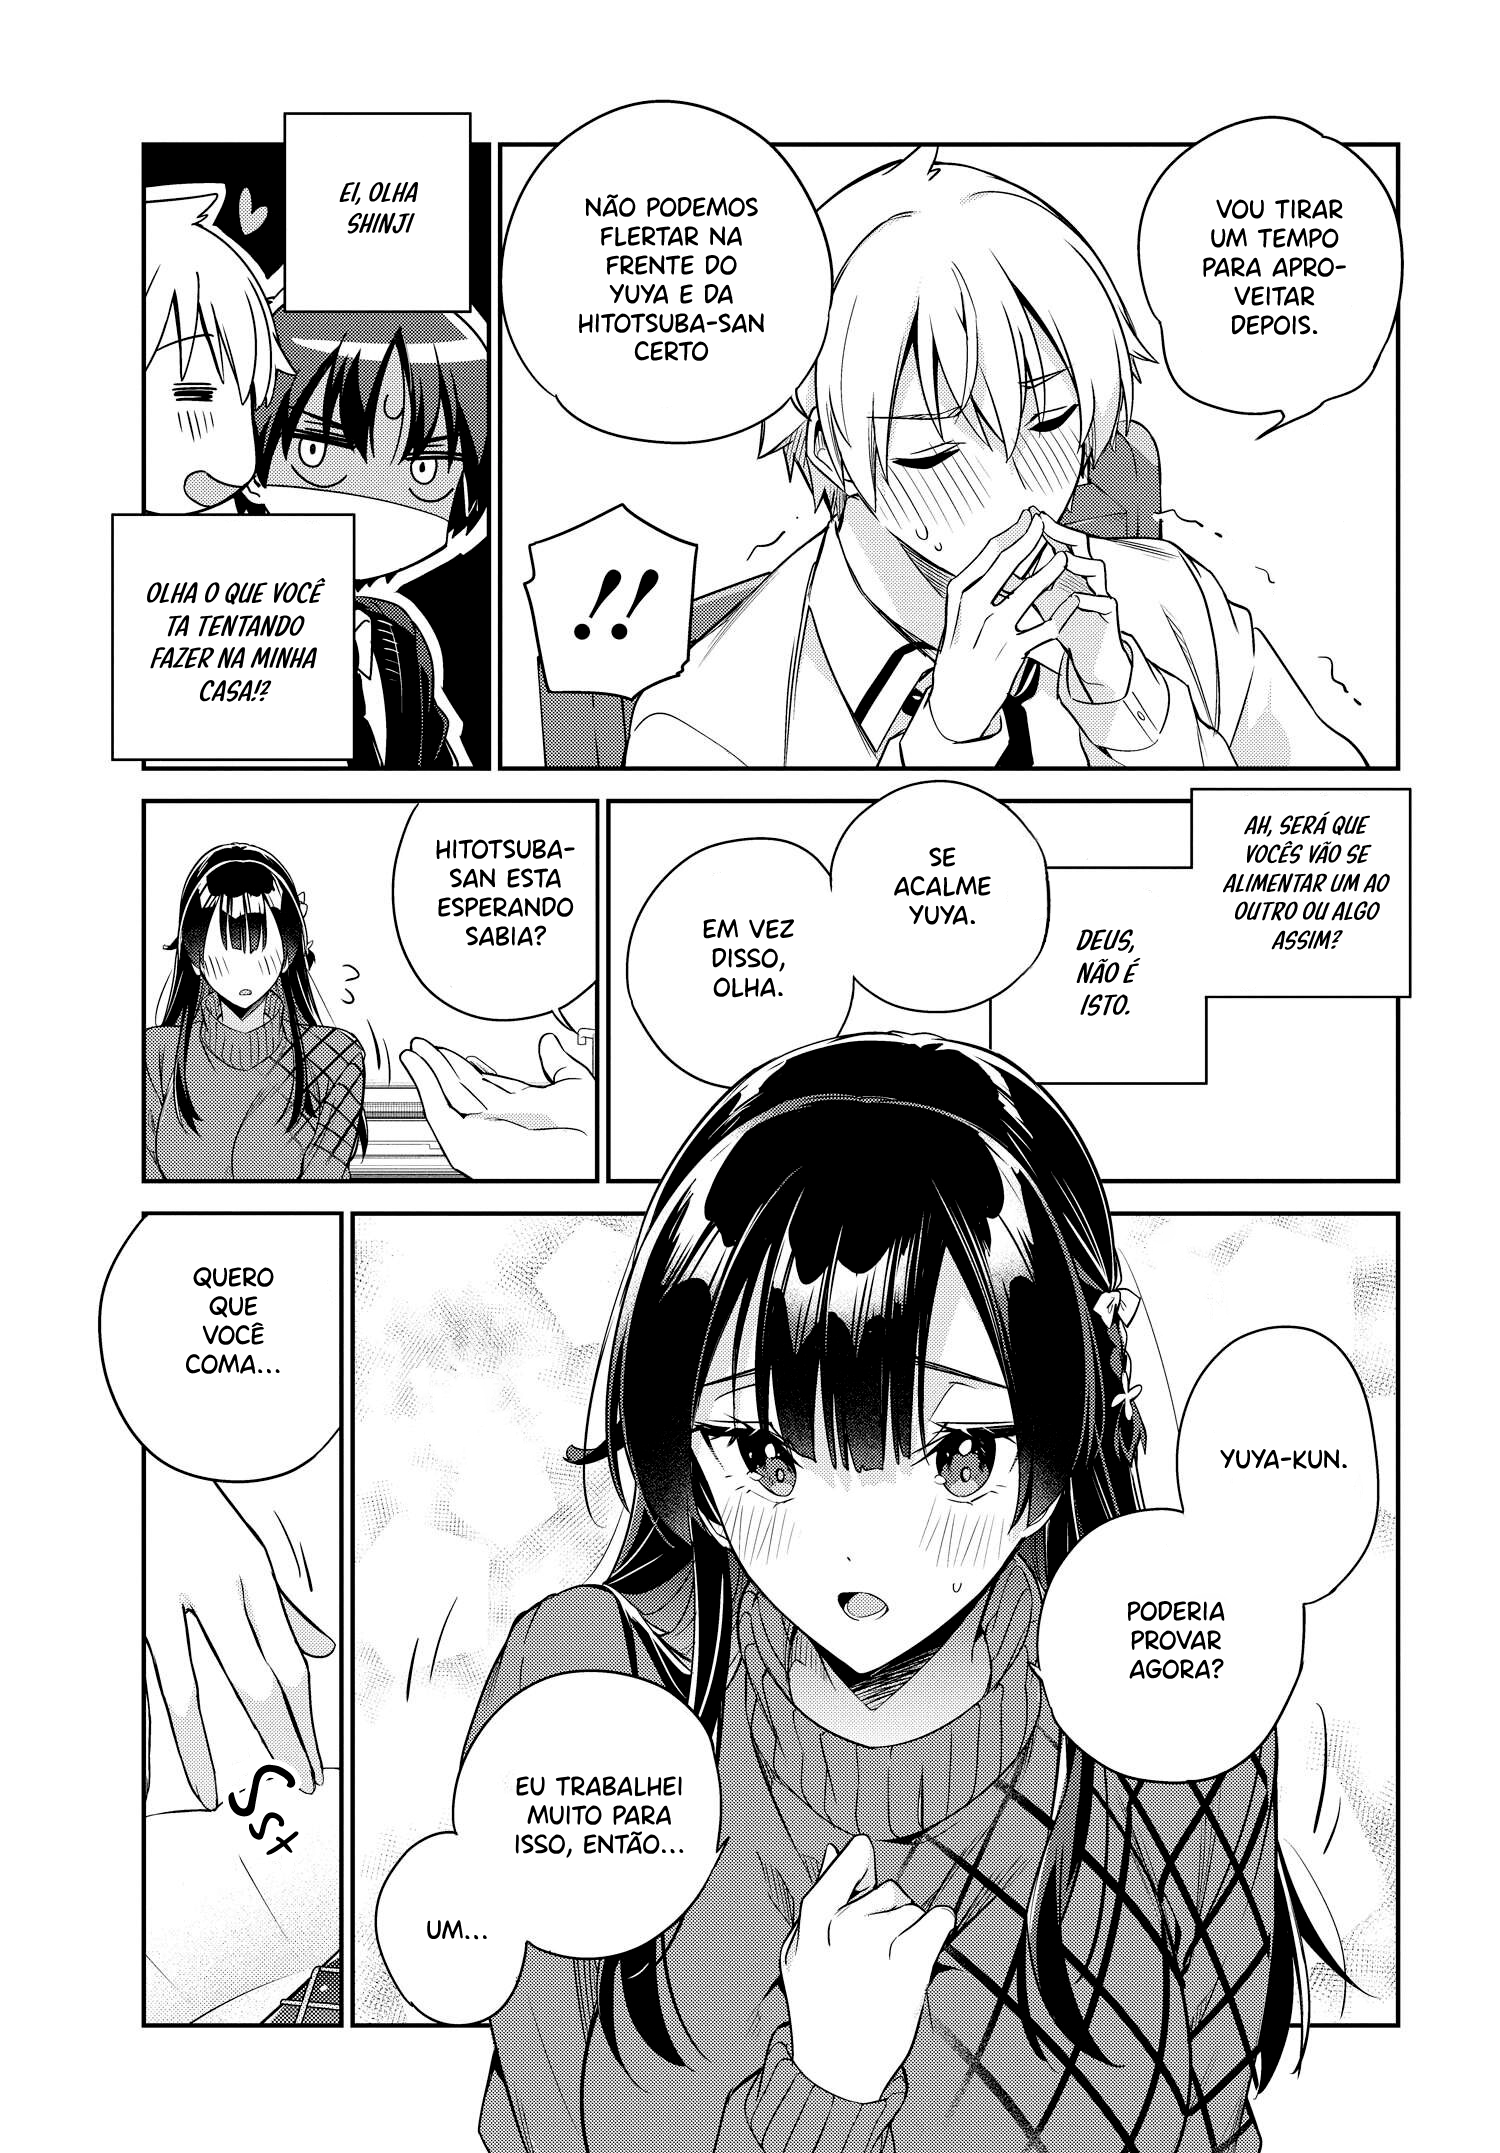 VOU TIRAR
UM TEMPO
PARA APRO-
VEITAR
DEPOIS.
NÃO PODEMOS
FLERTAR NA
FRENTE DO
YUYA E DA
HITOTSUBA-SAN
CERTO
!!
EI, OLHA
SHINJI
OLHA O QUE VOCÊ
TA TENTANDO
FAZER NA MINHA
CASA!?
AH, SERÁ QUE
VOCÊS VÃO SE
ALIMENTAR UM AO
OUTRO OU ALGO
ASSIM?
DEUS,
NÃO É
ISTO.
SE
ACALME
YUYA.
EM VEZ
DISSO,
OLHA.
HITOTSUBA-
SAN ESTA
ESPERANDO
SABIA?
YUYA-KUN.
PODERIA
PROVAR
AGORA?
EU TRABALHEI
MUITO PARA
ISSO, ENTÃO...
UM...
QUERO
QUE
VOCÊ
COMA...